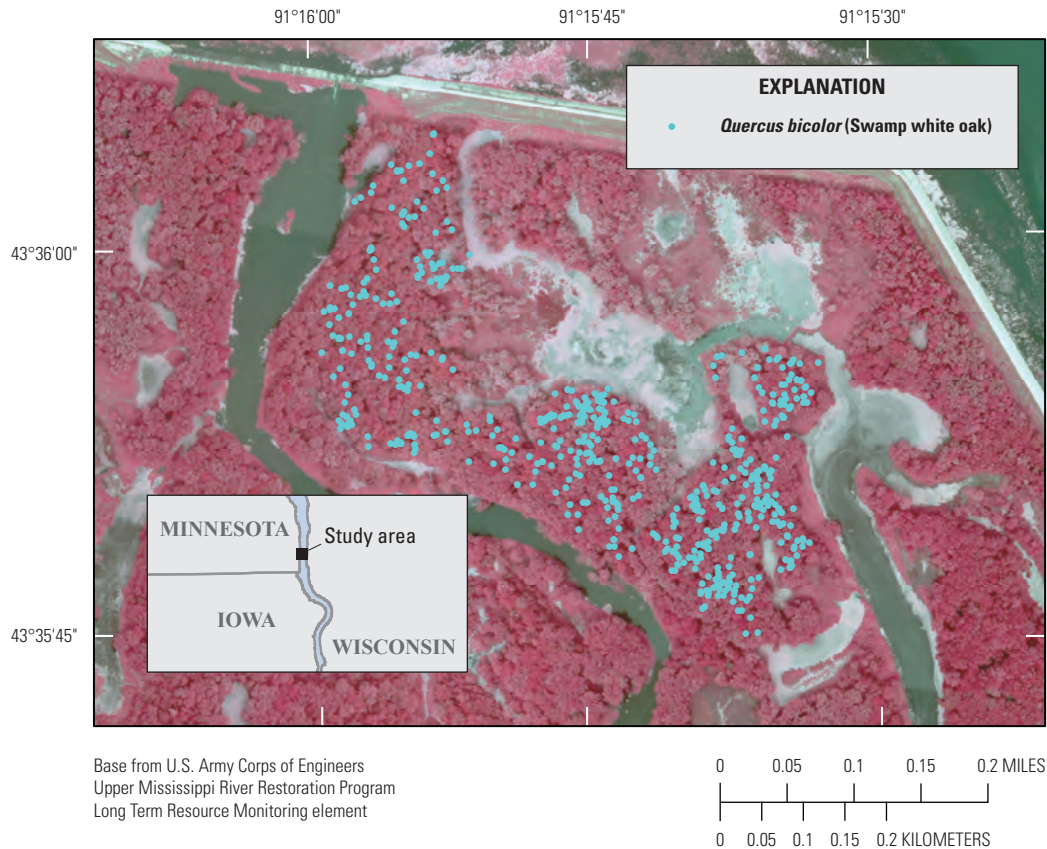 91°16'00" 91°15'45" 91°15'30"
EXPLANATION
Quercus bicolor (Swamp white oak)
43°36'00"
MINNESOTA
Study area
IOWA
WISCONSIN
43°35'45"
Base from U.S. Army Corps of Engineers
Upper Mississippi River Restoration Program
Long Term Resource Monitoring element
0 0.05 0.1 0.15 0.2 MILES
0 0.05 0.1 0.15 0.2 KILOMETERS